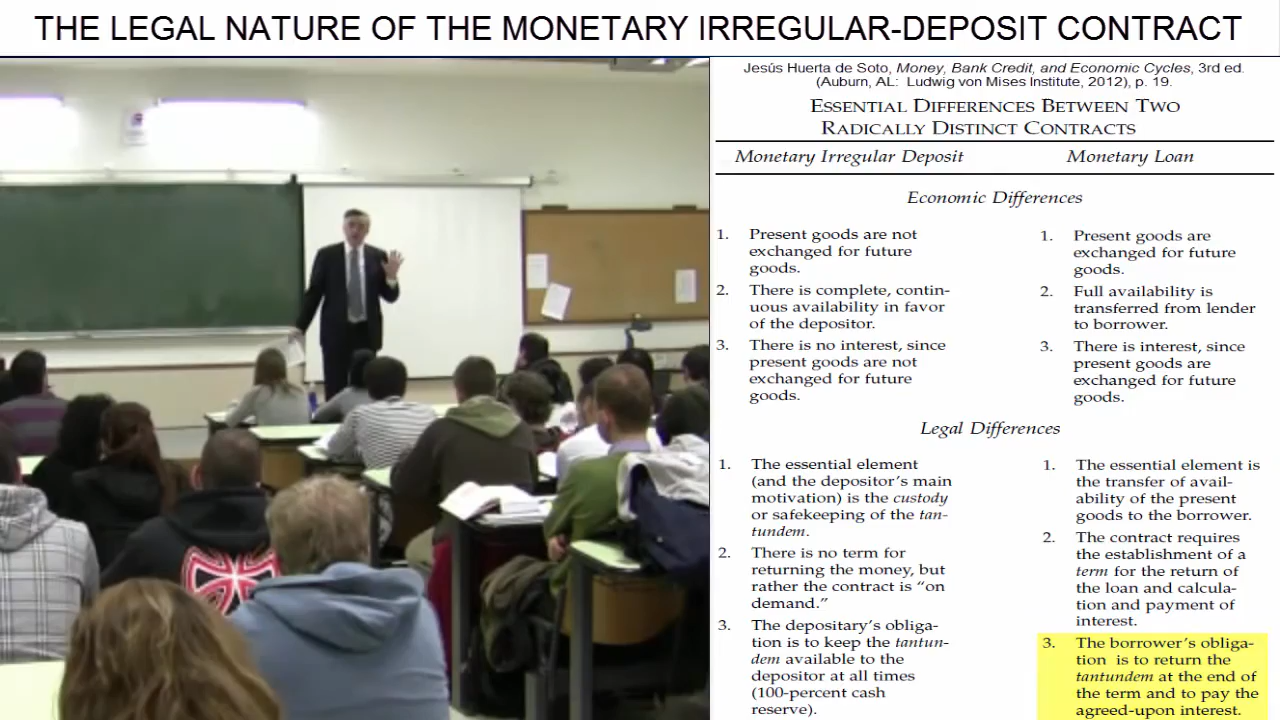 THE LEGAL NATURE OF THE MONETARY IRREGULAR-DEPOSIT CONTRACT
Jesús Huerta de Soto, Money, Bank Credit, and Economic Cycles, 3rd ed.
(Auburn, AL: Ludwig von Mises Institute, 2012), p. 19.
ESSENTIAL DIFFERENCES BETWEEN TWO
RADICALLY DISTINCT CONTRACTS
Monetary Irregular Deposit
Monetary Loan
Economic Differences
1. Present goods are not
exchanged for future
goods.
2. There is complete, contin-
uous availability in favor
of the depositor.
3. There is no interest, since
present goods are not
exchanged for future
goods.
1. Present goods are
exchanged for future
goods.
2. Full availability is
transferred from lender
to borrower.
3. There is interest, since
present goods are
exchanged for future
goods.
Legal Differences
1. The essential element
(and the depositor's main
motivation) is the custody
or safekeeping of the tan-
tundem.
2. There is no term for
returning the money, but
rather the contract is “on
demand.”
3. The depositary's obliga-
tion is to keep the tantun-
dem available to the
depositor at all times
(100-percent cash
reserve).
1. The essential element is
the transfer of avail-
ability of the present
goods to the borrower.
2. The contract requires
the establishment of a
term for the return of
the loan and calcula-
tion and payment of
interest.
3. The borrower's obliga-
tion is to return the
tantundem at the end of
the term and to pay the
agreed-upon interest.